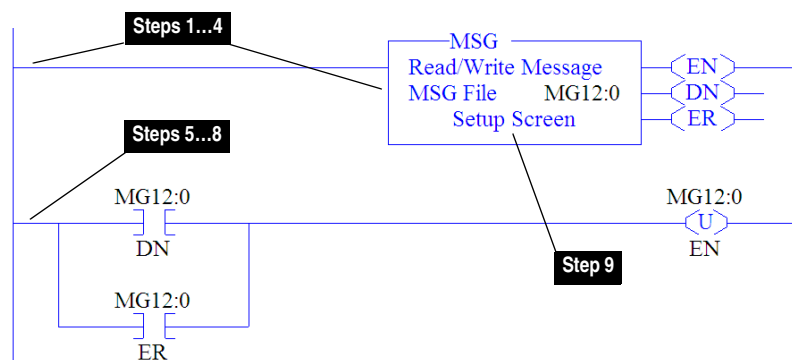 Steps 1...4
MSG
Read/Write Message
MSG File MG12:0
Setup Screen
EN
DN
ER
Steps 5...8
MG12:0
DN
MG12:0
U
EN
Step 9
MG12:0
ER